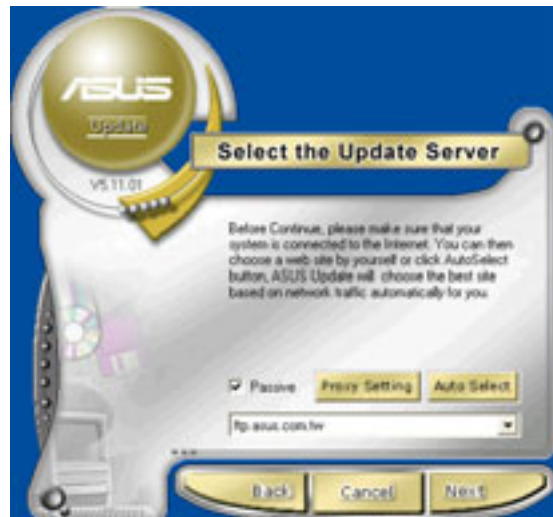 ASUS
Update
V5.11.01
Select the Update Server
Before Continue, please make sure that your
system is connected to the Internet. You can then
choose a web site by yourself or click AutoSelect
button, ASUS Update will choose the best site
based on network traffic automatically for you
Passive
Proxy Setting
Auto Select
ftp.asus.com.tw
Back
Cancel
Next